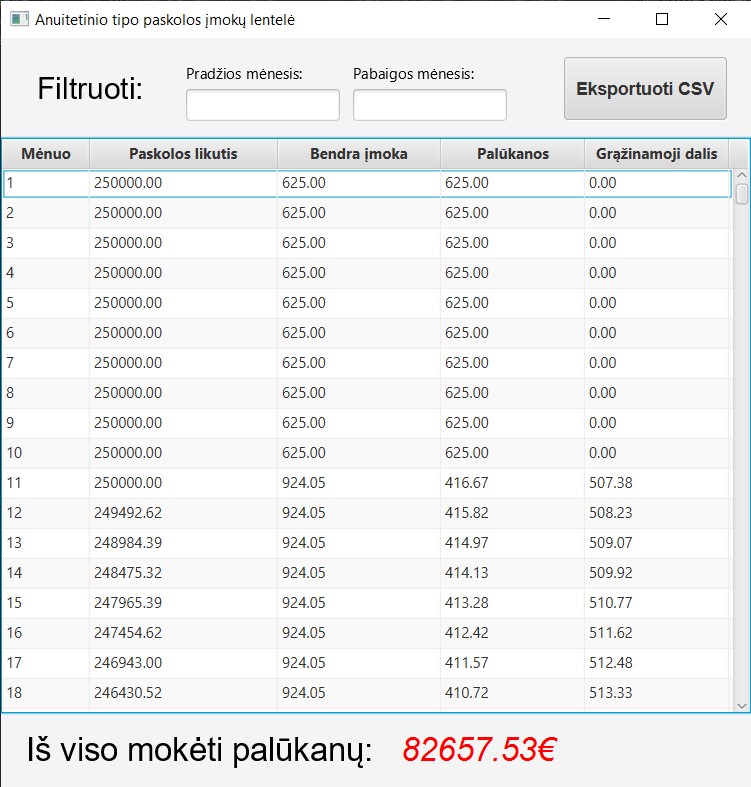 Anuitetinio tipo paskolos įmokų lentelė
Filtruoti:
Pradžios mėnesis:
Pabaigos mėnesis:
Eksportuoti CSV
Mėnuo Paskolos likutis Bendra įmoka Palūkanos Grąžinamoji dalis
1 250000.00 625.00 625.00 0.00
2 250000.00 625.00 625.00 0.00
3 250000.00 625.00 625.00 0.00
4 250000.00 625.00 625.00 0.00
5 250000.00 625.00 625.00 0.00
6 250000.00 625.00 625.00 0.00
7 250000.00 625.00 625.00 0.00
8 250000.00 625.00 625.00 0.00
9 250000.00 625.00 625.00 0.00
10 250000.00 625.00 625.00 0.00
11 250000.00 924.05 416.67 507.38
12 249492.62 924.05 415.82 508.23
13 248984.39 924.05 414.97 509.07
14 248475.32 924.05 414.13 509.92
15 247965.39 924.05 413.28 510.77
16 247454.62 924.05 412.42 511.62
17 246943.00 924.05 411.57 512.48
18 246430.52 924.05 410.72 513.33
Iš viso mokėti palūkanų: 82657.53€